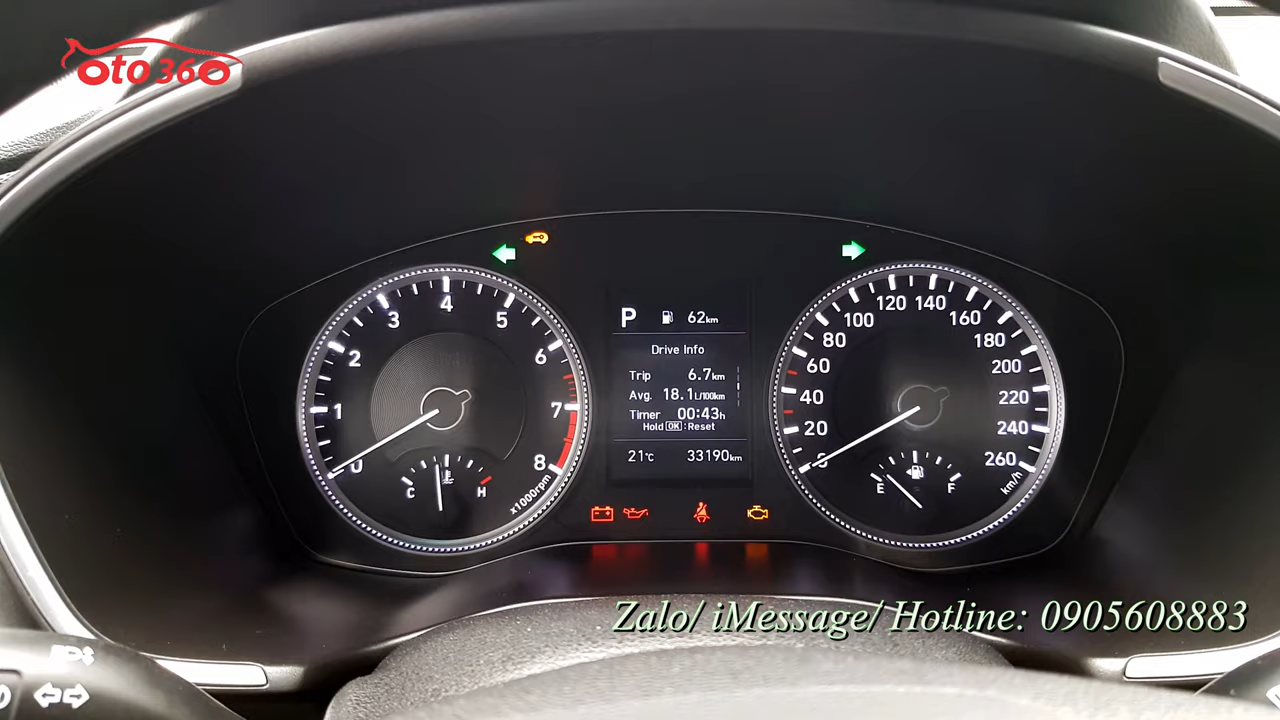 oto360
P 62km
Drive Info
Trip 6.7km
Avg. 18.1L/100km
Timer 00:43h
Hold OK : Reset
21°C 33190km
0 1 2 3 4 5 6 7 8
x1000rpm
C H
0 20 40 60 80 100 120 140 160 180 200 220 240 260
km/h
E F
Zalo/ iMessage/ Hotline: 0905608883